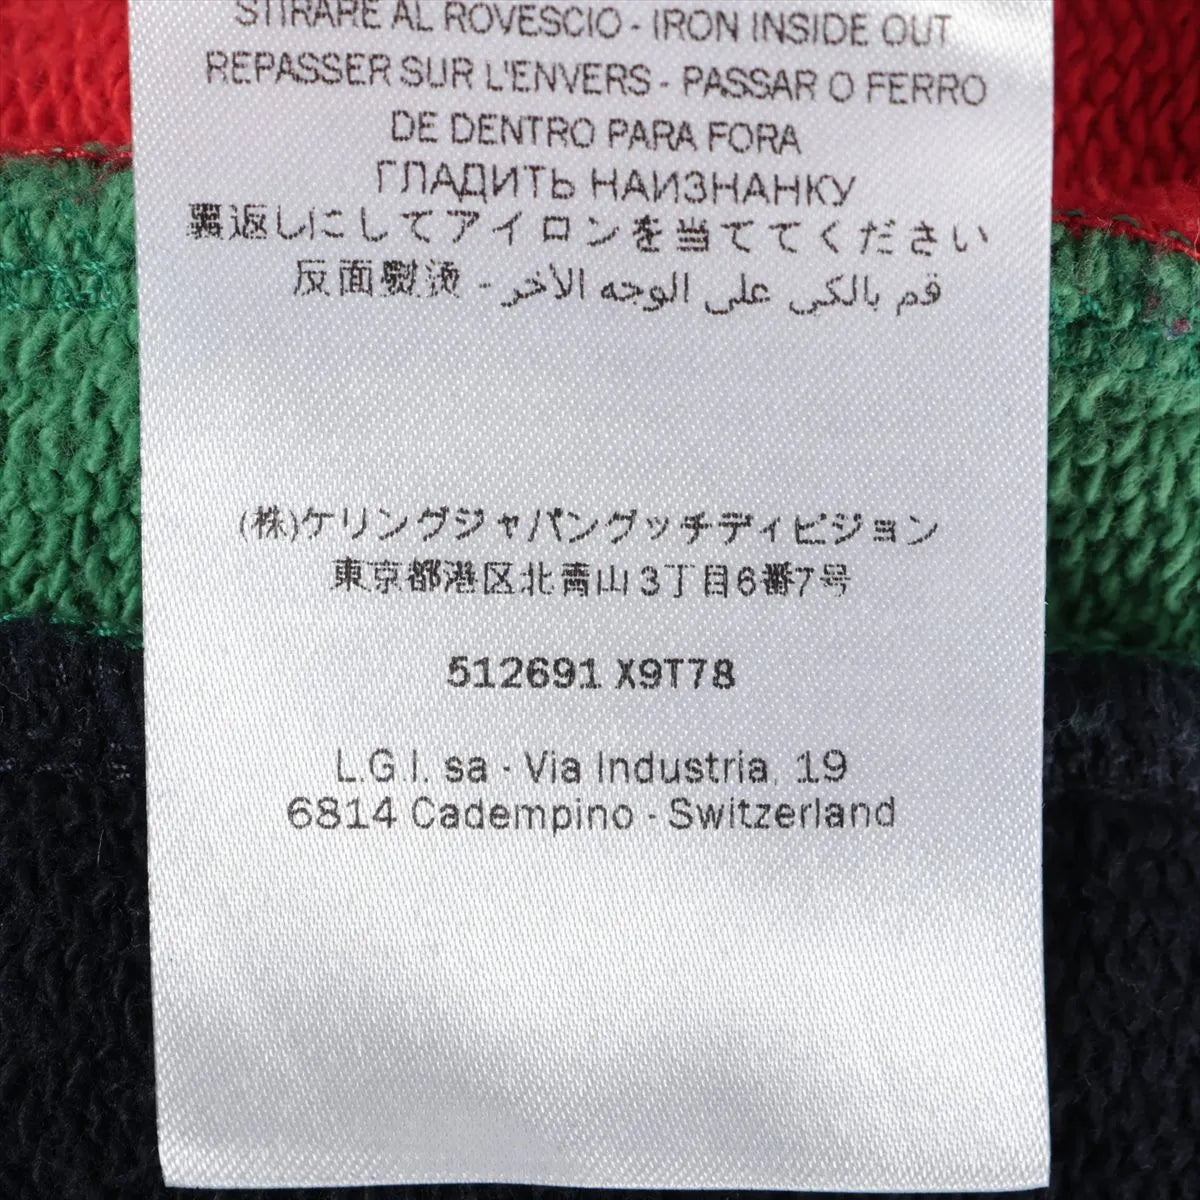 STIRARE AL ROVESCIO - IRON INSIDE OUT
REPASSER SUR L'ENVERS - PASSAR O FERRO
DE DENTRO PARA FORA
ГЛАДИТЬ НАИЗНАНКУ
裏返しにしてアイロンを当ててください
反面熨烫 - قم بالكي على الوجه الآخر
(株)ケリングジャパングッチディビジョン
東京都港区北青山3丁目6番7号
512691 X9T78
L.G I. sa - Via Industria, 19
6814 Cadempino - Switzerland